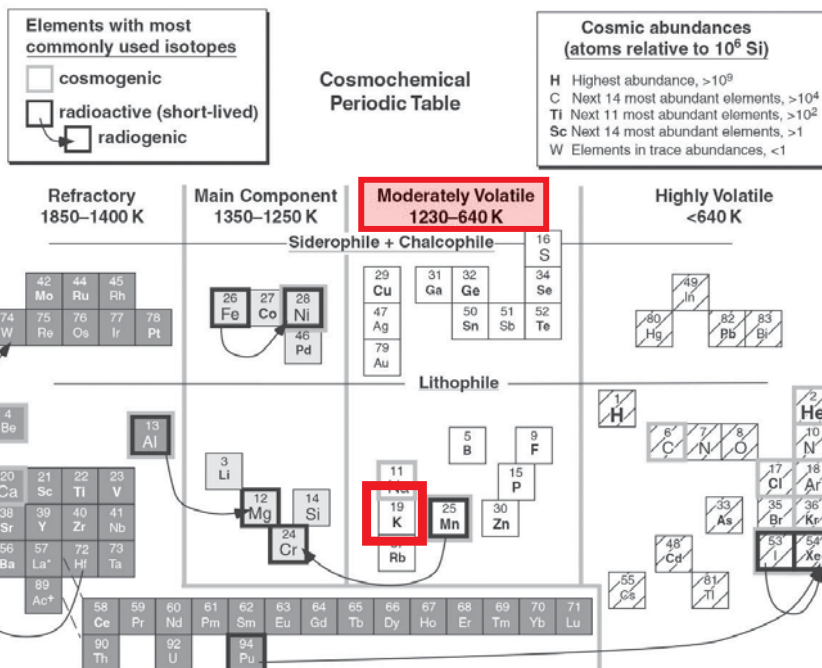 Elements with most
commonly used isotopes
cosmogenic
radioactive (short-lived)
radiogenic
Cosmochemical
Periodic Table
Cosmic abundances
(atoms relative to 10⁶ Si)
H Highest abundance, >10⁹
C Next 14 most abundant elements, >10⁴
Ti Next 11 most abundant elements, >10²
Sc Next 14 most abundant elements, >1
W Elements in trace abundances, <1
Refractory
1850–1400 K
Main Component
1350–1250 K
Moderately Volatile
1230–640 K
Highly Volatile
<640 K
Siderophile + Chalcophile
16
S
42 44 45
Mo Ru Rh
74 75 76 77 78
W Re Os Ir Pt
26 27 28
Fe Co Ni
46
Pd
29 31 32 34
Cu Ga Ge Se
47 50 51 52
Ag Sn Sb Te
79
Au
49
In
80 82 83
Hg Pb Bi
Lithophile
4
Be
13
Al
1
H
2
He
3
Li
5 9
B F
6 7 8 10
C N O N
20 21 22 23
Ca Sc Ti V
12 14
Mg Si
11
Na
15
P
17 18
Cl Ar
38 39 40 41
Sr Y Zr Nb
24
Cr
19 25 30
K Mn Zn
33 35 36
As Br Kr
56 57 72 73
Ba La* Hf Ta
Rb
48 53 54
Cd I Xe
89
Ac+
55 81
Cs Tl
58 59 60 61 62 63 64 65 66 67 68 69 70 71
Ce Pr Nd Pm Sm Eu Gd Tb Dy Ho Er Tm Yb Lu
90 92 94
Th U Pu